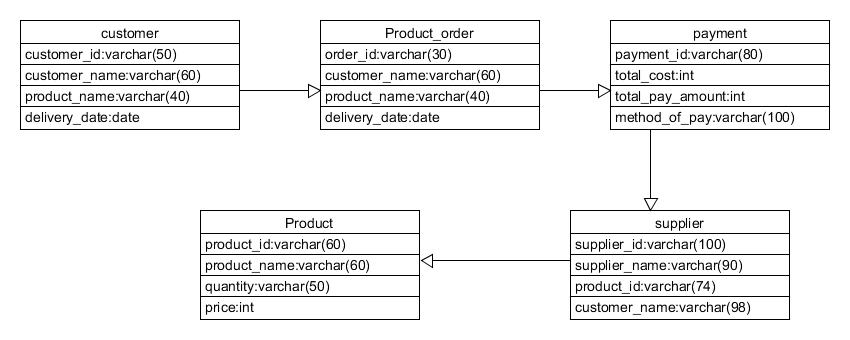 customer
customer_id:varchar(50)
customer_name:varchar(60)
product_name:varchar(40)
delivery_date:date
Product_order
order_id:varchar(30)
customer_name:varchar(60)
product_name:varchar(40)
delivery_date:date
payment
payment_id:varchar(80)
total_cost:int
total_pay_amount:int
method_of_pay:varchar(100)
Product
product_id:varchar(60)
product_name:varchar(60)
quantity:varchar(50)
price:int
supplier
supplier_id:varchar(100)
supplier_name:varchar(90)
product_id:varchar(74)
customer_name:varchar(98)